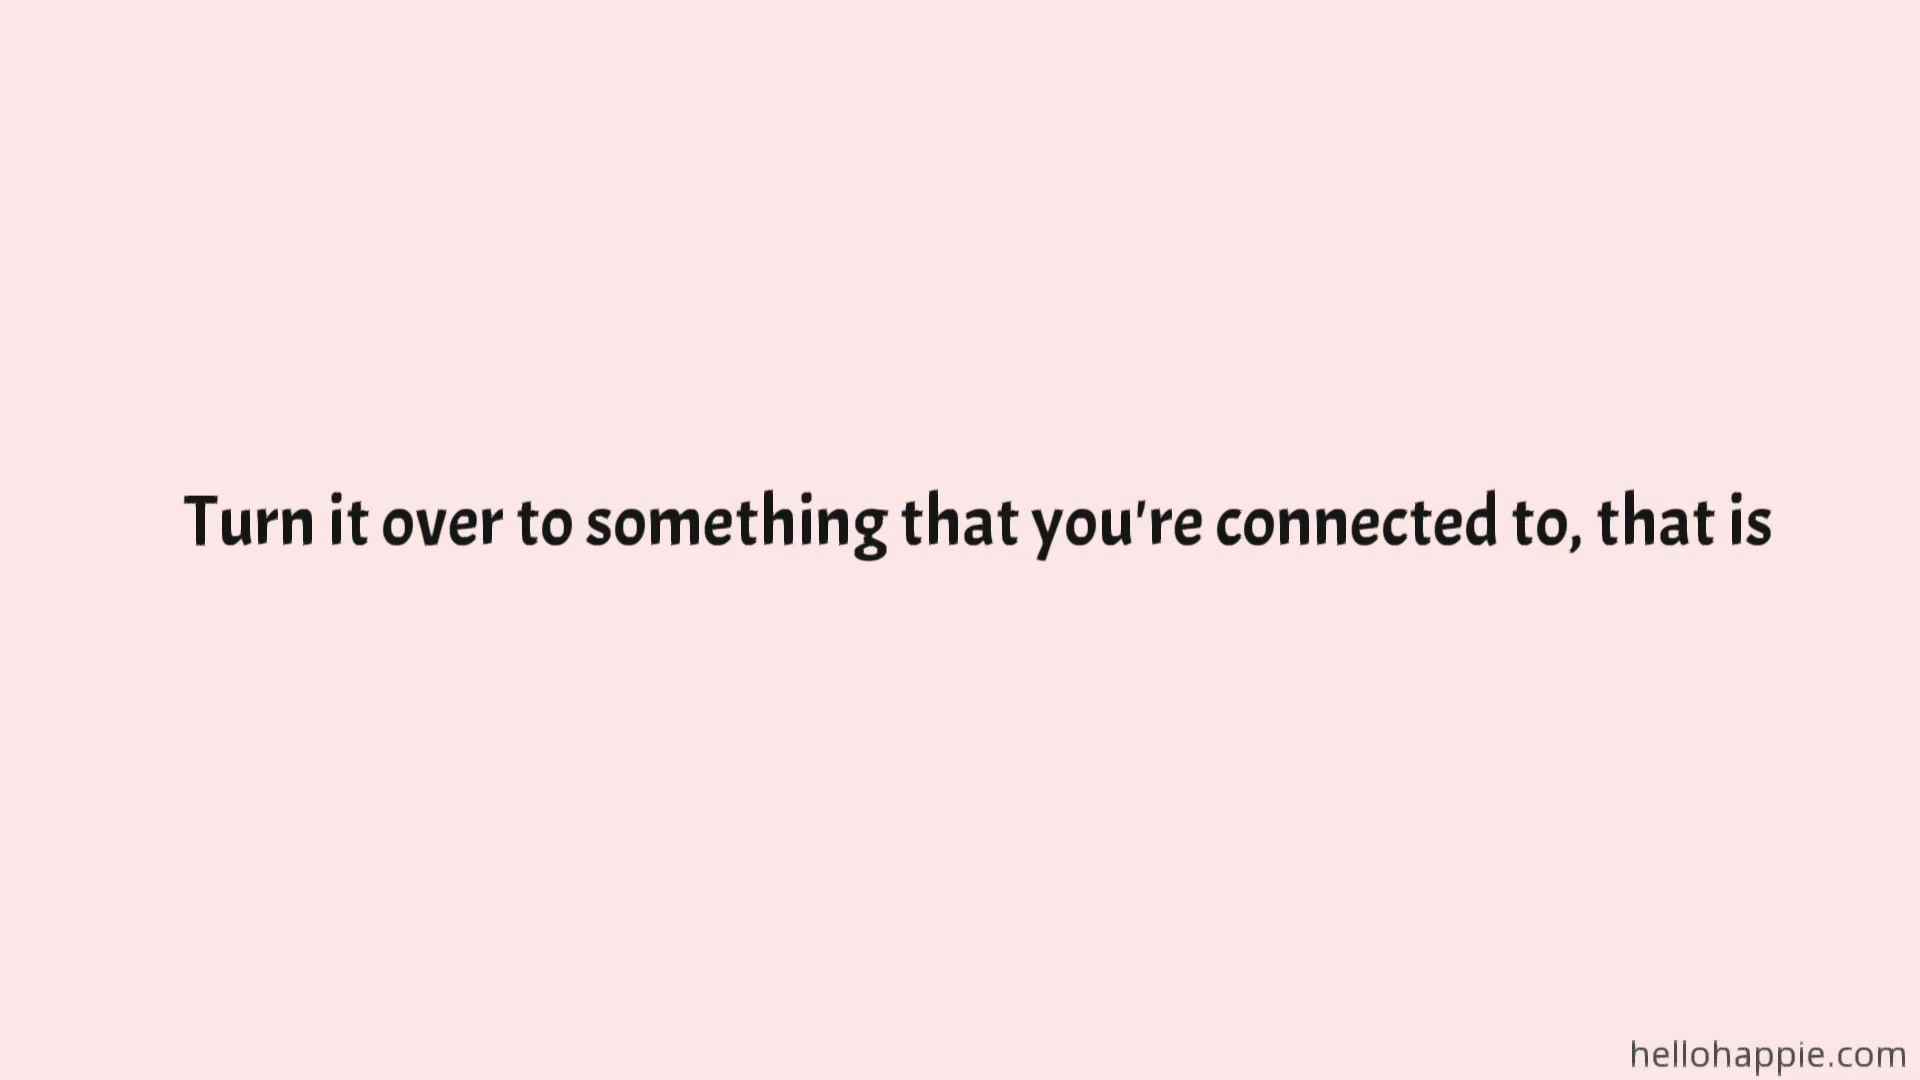 Turn it over to something that you're connected to, that is
hellohappie.com